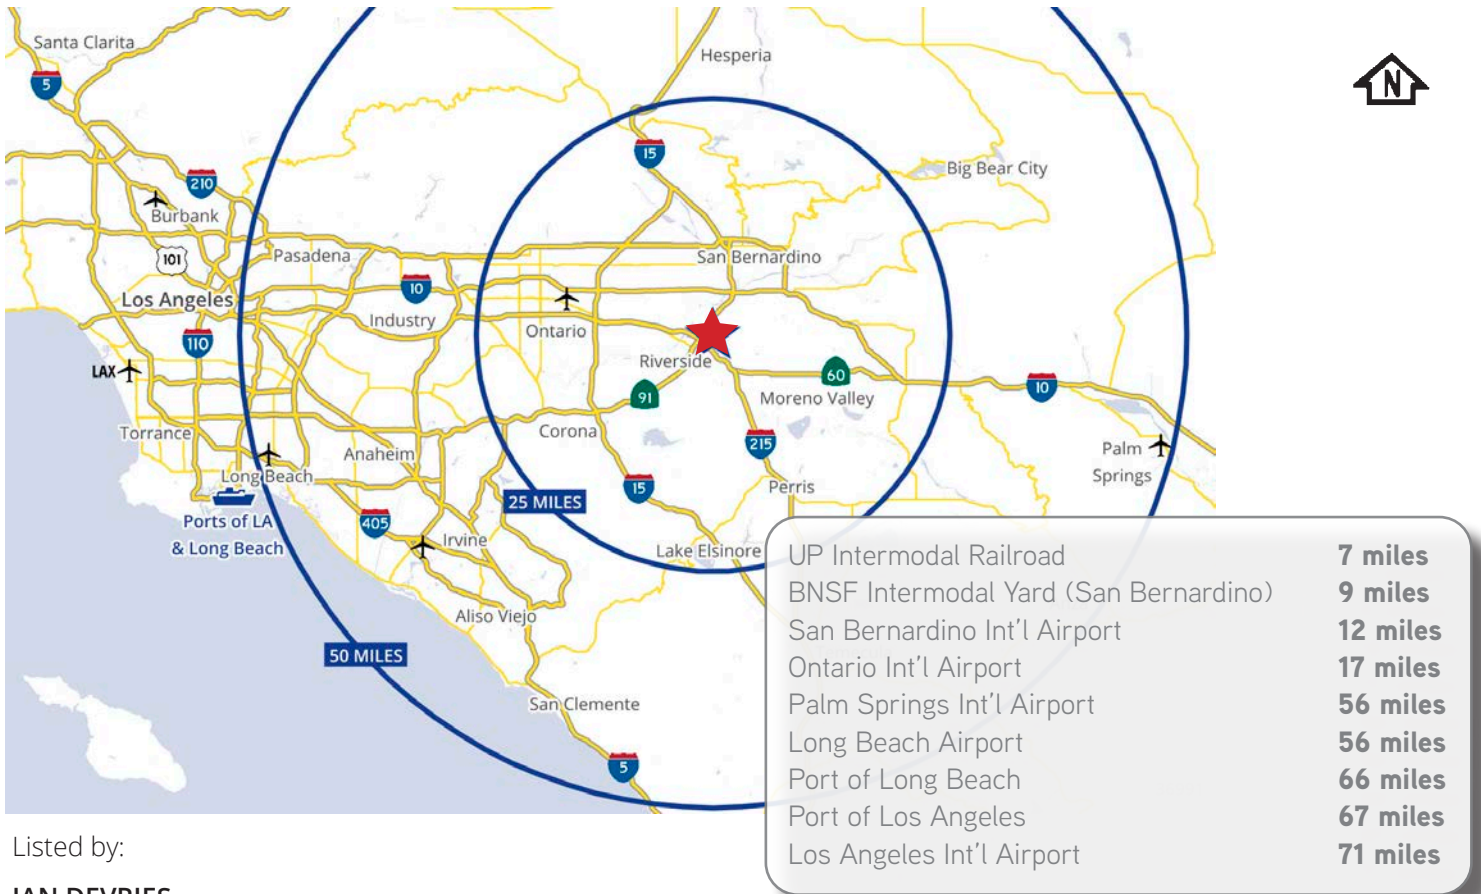 Santa Clarita
Hesperia
N
5
15
Big Bear City
210
Burbank
101
Pasadena
San Bernardino
Los Angeles
10
Industry
Ontario
110
Riverside
LAX
60
10
91
Moreno Valley
Torrance
Corona
Anaheim
215
Palm
Springs
Long Beach
15
Perris
25 MILES
Ports of LA
& Long Beach
405
Irvine
Lake Elsinore
Aliso Viejo
50 MILES
San Clemente
5
UP Intermodal Railroad 7 miles
BNSF Intermodal Yard (San Bernardino) 9 miles
San Bernardino Int'l Airport 12 miles
Ontario Int'l Airport 17 miles
Palm Springs Int'l Airport 56 miles
Long Beach Airport 56 miles
Port of Long Beach 66 miles
Port of Los Angeles 67 miles
Los Angeles Int'l Airport 71 miles
Listed by:
JAN DEVRIES